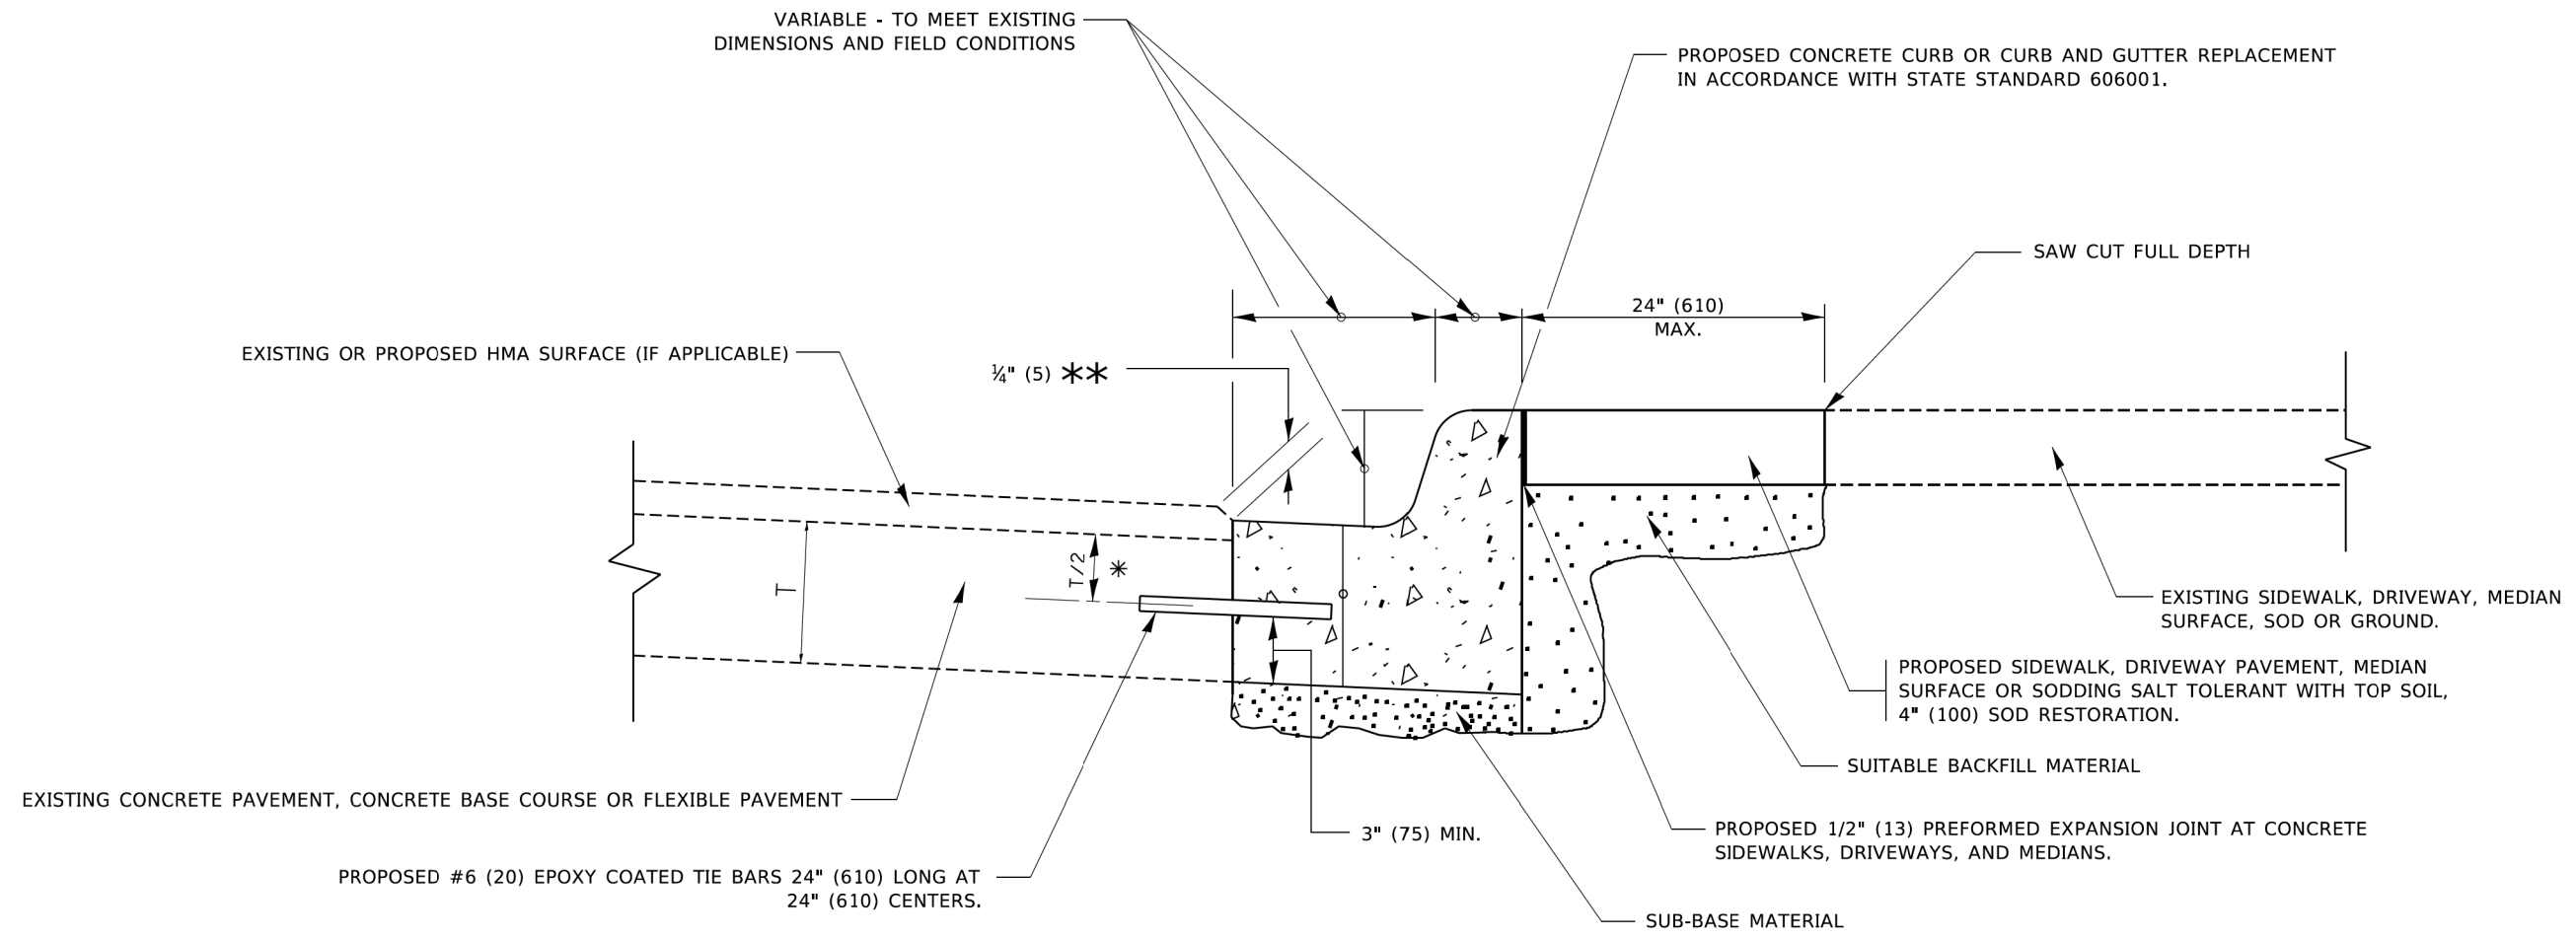 VARIABLE - TO MEET EXISTING
DIMENSIONS AND FIELD CONDITIONS
PROPOSED CONCRETE CURB OR CURB AND GUTTER REPLACEMENT
IN ACCORDANCE WITH STATE STANDARD 606001.
SAW CUT FULL DEPTH
24" (610)
MAX.
EXISTING OR PROPOSED HMA SURFACE (IF APPLICABLE)
¼" (5) **
T/2
*
T
EXISTING SIDEWALK, DRIVEWAY, MEDIAN
SURFACE, SOD OR GROUND.
PROPOSED SIDEWALK, DRIVEWAY PAVEMENT, MEDIAN
SURFACE OR SODDING SALT TOLERANT WITH TOP SOIL,
4" (100) SOD RESTORATION.
SUITABLE BACKFILL MATERIAL
EXISTING CONCRETE PAVEMENT, CONCRETE BASE COURSE OR FLEXIBLE PAVEMENT
3" (75) MIN.
PROPOSED 1/2" (13) PREFORMED EXPANSION JOINT AT CONCRETE
SIDEWALKS, DRIVEWAYS, AND MEDIANS.
PROPOSED #6 (20) EPOXY COATED TIE BARS 24" (610) LONG AT
24" (610) CENTERS.
SUB-BASE MATERIAL